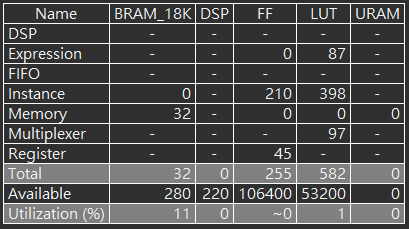 Name BRAM_18K DSP FF LUT URAM
DSP - - - - -
Expression - - 0 87 -
FIFO - - - - -
Instance 0 - 210 398 -
Memory 32 - 0 0 0
Multiplexer - - - 97 -
Register - - 45 - -
Total 32 0 255 582 0
Available 280 220 106400 53200 0
Utilization (%) 11 0 ~0 1 0